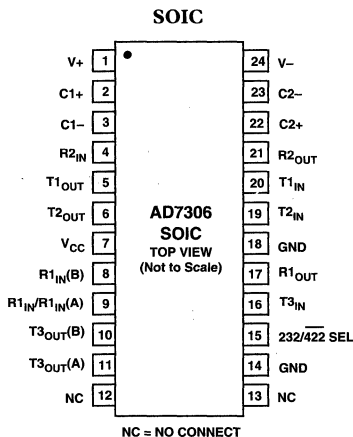 SOIC
V+ 1 24 V–
C1+ 2 23 C2–
C1– 3 22 C2+
R2IN 4 21 R2OUT
T1OUT 5 20 T1IN
T2OUT 6 19 T2IN
AD7306
SOIC
TOP VIEW
(Not to Scale)
VCC 7 18 GND
R1IN(B) 8 17 R1OUT
R1IN/R1IN(A) 9 16 T3IN
T3OUT(B) 10 15 232/4̅2̅2̅ SEL
T3OUT(A) 11 14 GND
NC 12 13 NC
NC = NO CONNECT